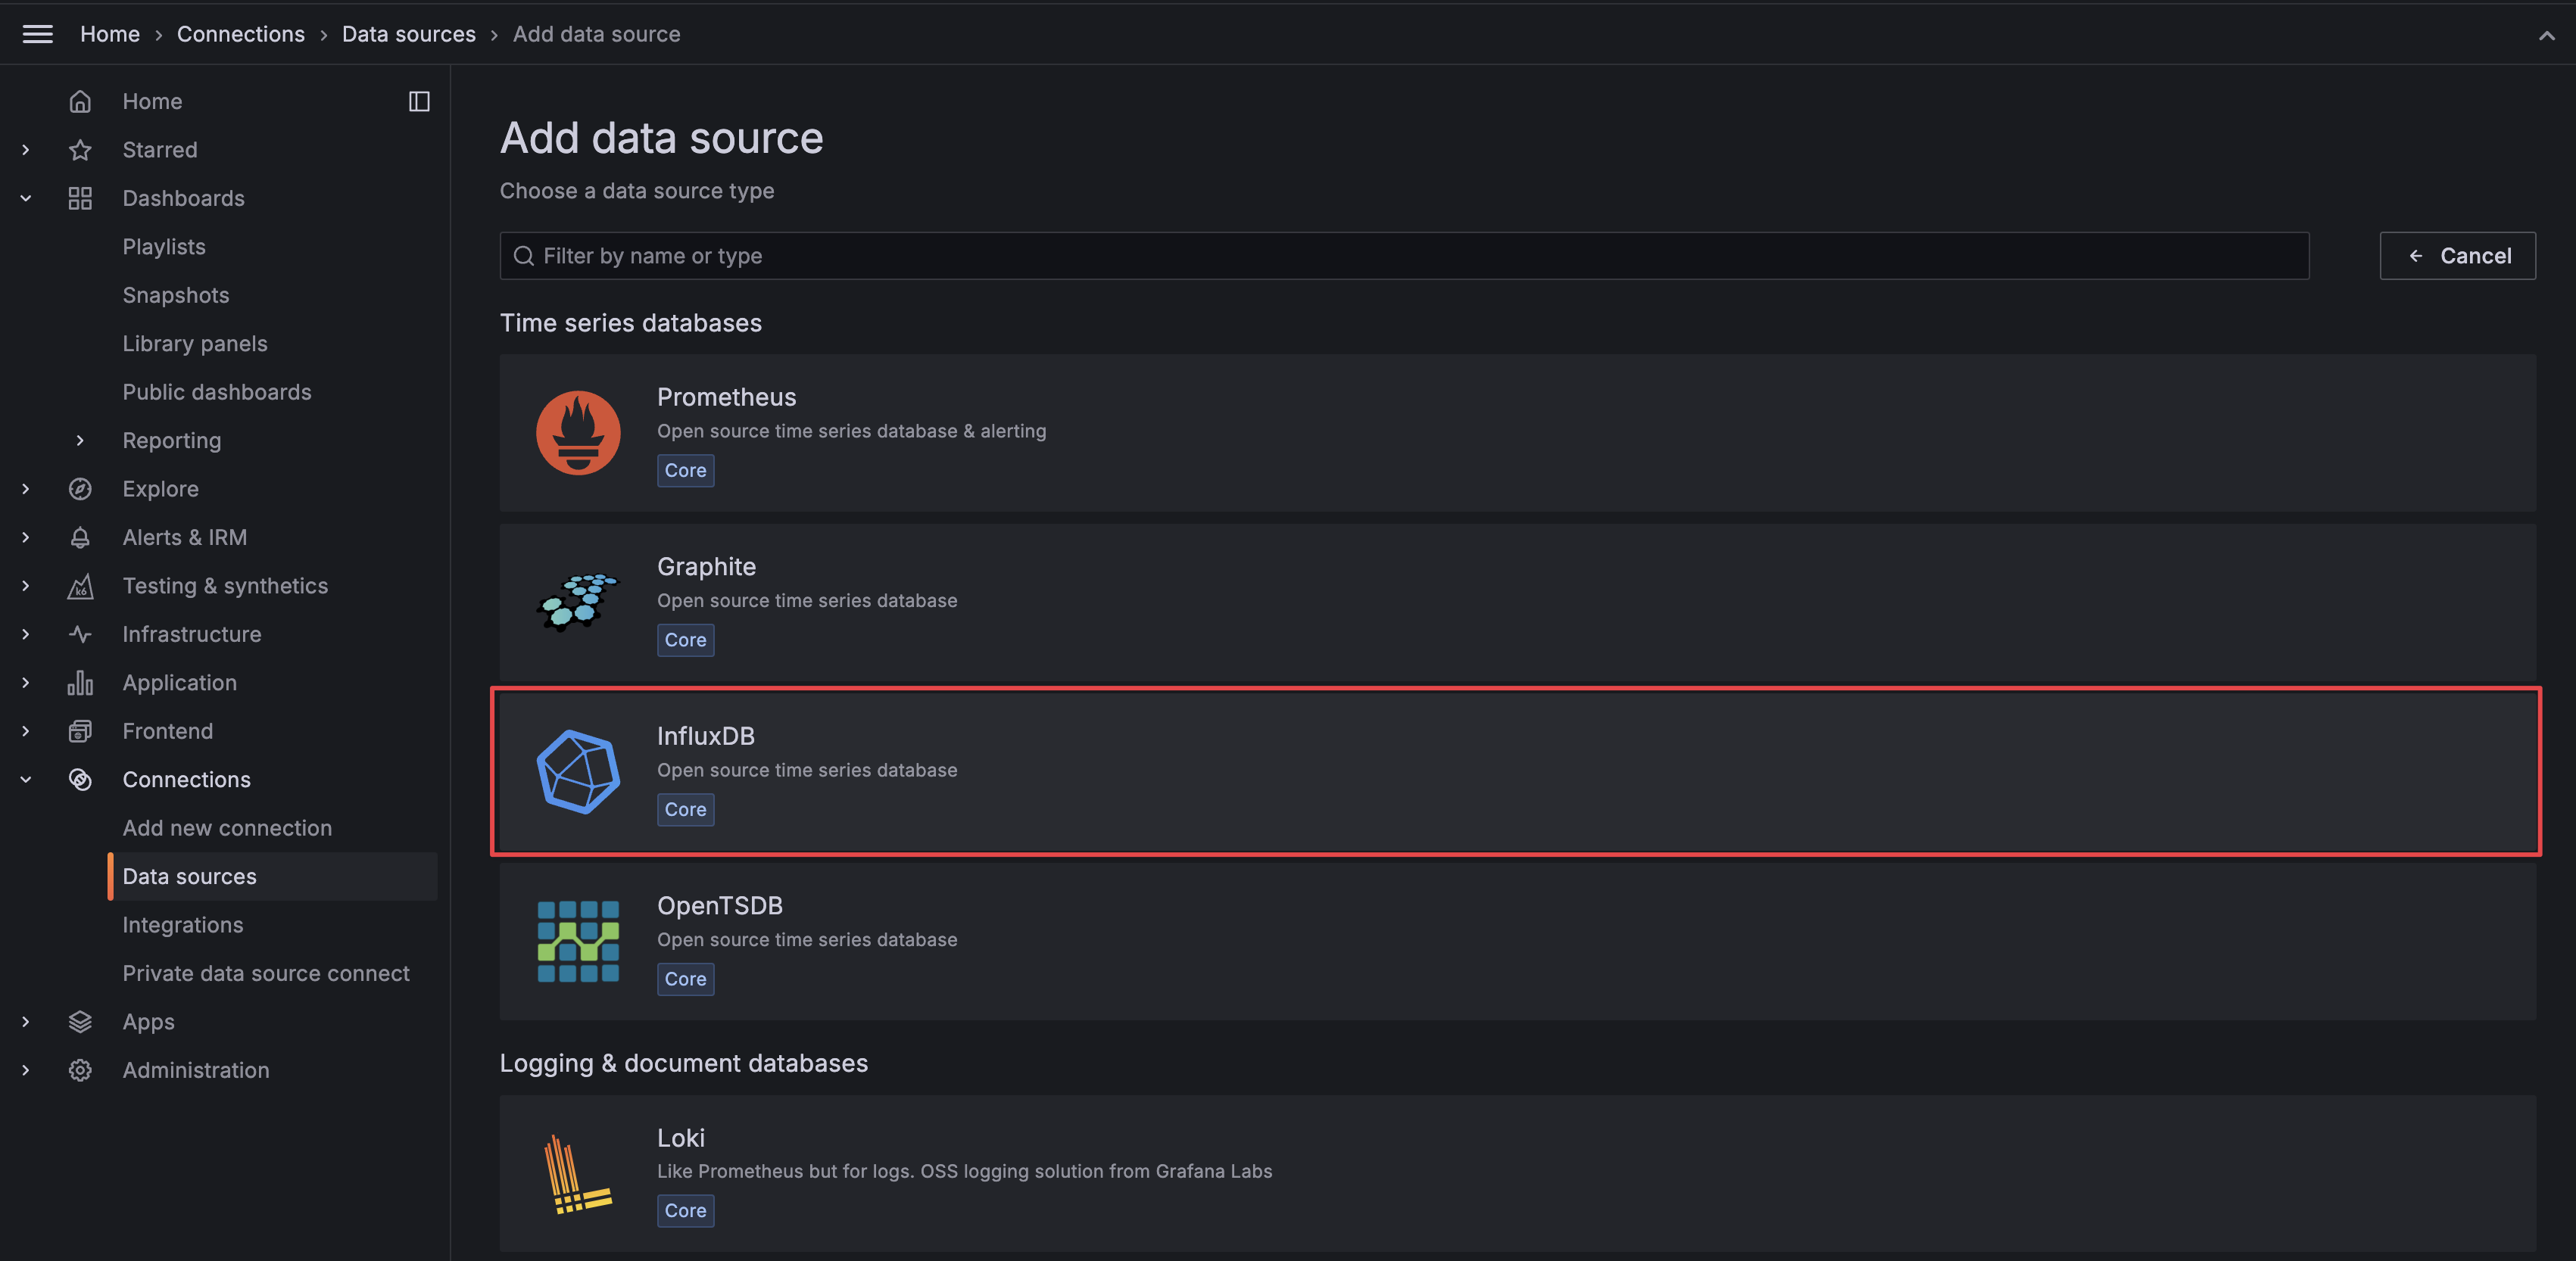 Home › Connections › Data sources › Add data source
Home
Starred
Dashboards
Playlists
Snapshots
Library panels
Public dashboards
Reporting
Explore
Alerts & IRM
Testing & synthetics
k6
Infrastructure
Application
Frontend
Connections
Add new connection
Data sources
Integrations
Private data source connect
Apps
Administration
Add data source
Choose a data source type
Filter by name or type
Cancel
Time series databases
Prometheus
Open source time series database & alerting
Core
Graphite
Open source time series database
Core
InfluxDB
Open source time series database
Core
OpenTSDB
Open source time series database
Core
Logging & document databases
Loki
Like Prometheus but for logs. OSS logging solution from Grafana Labs
Core